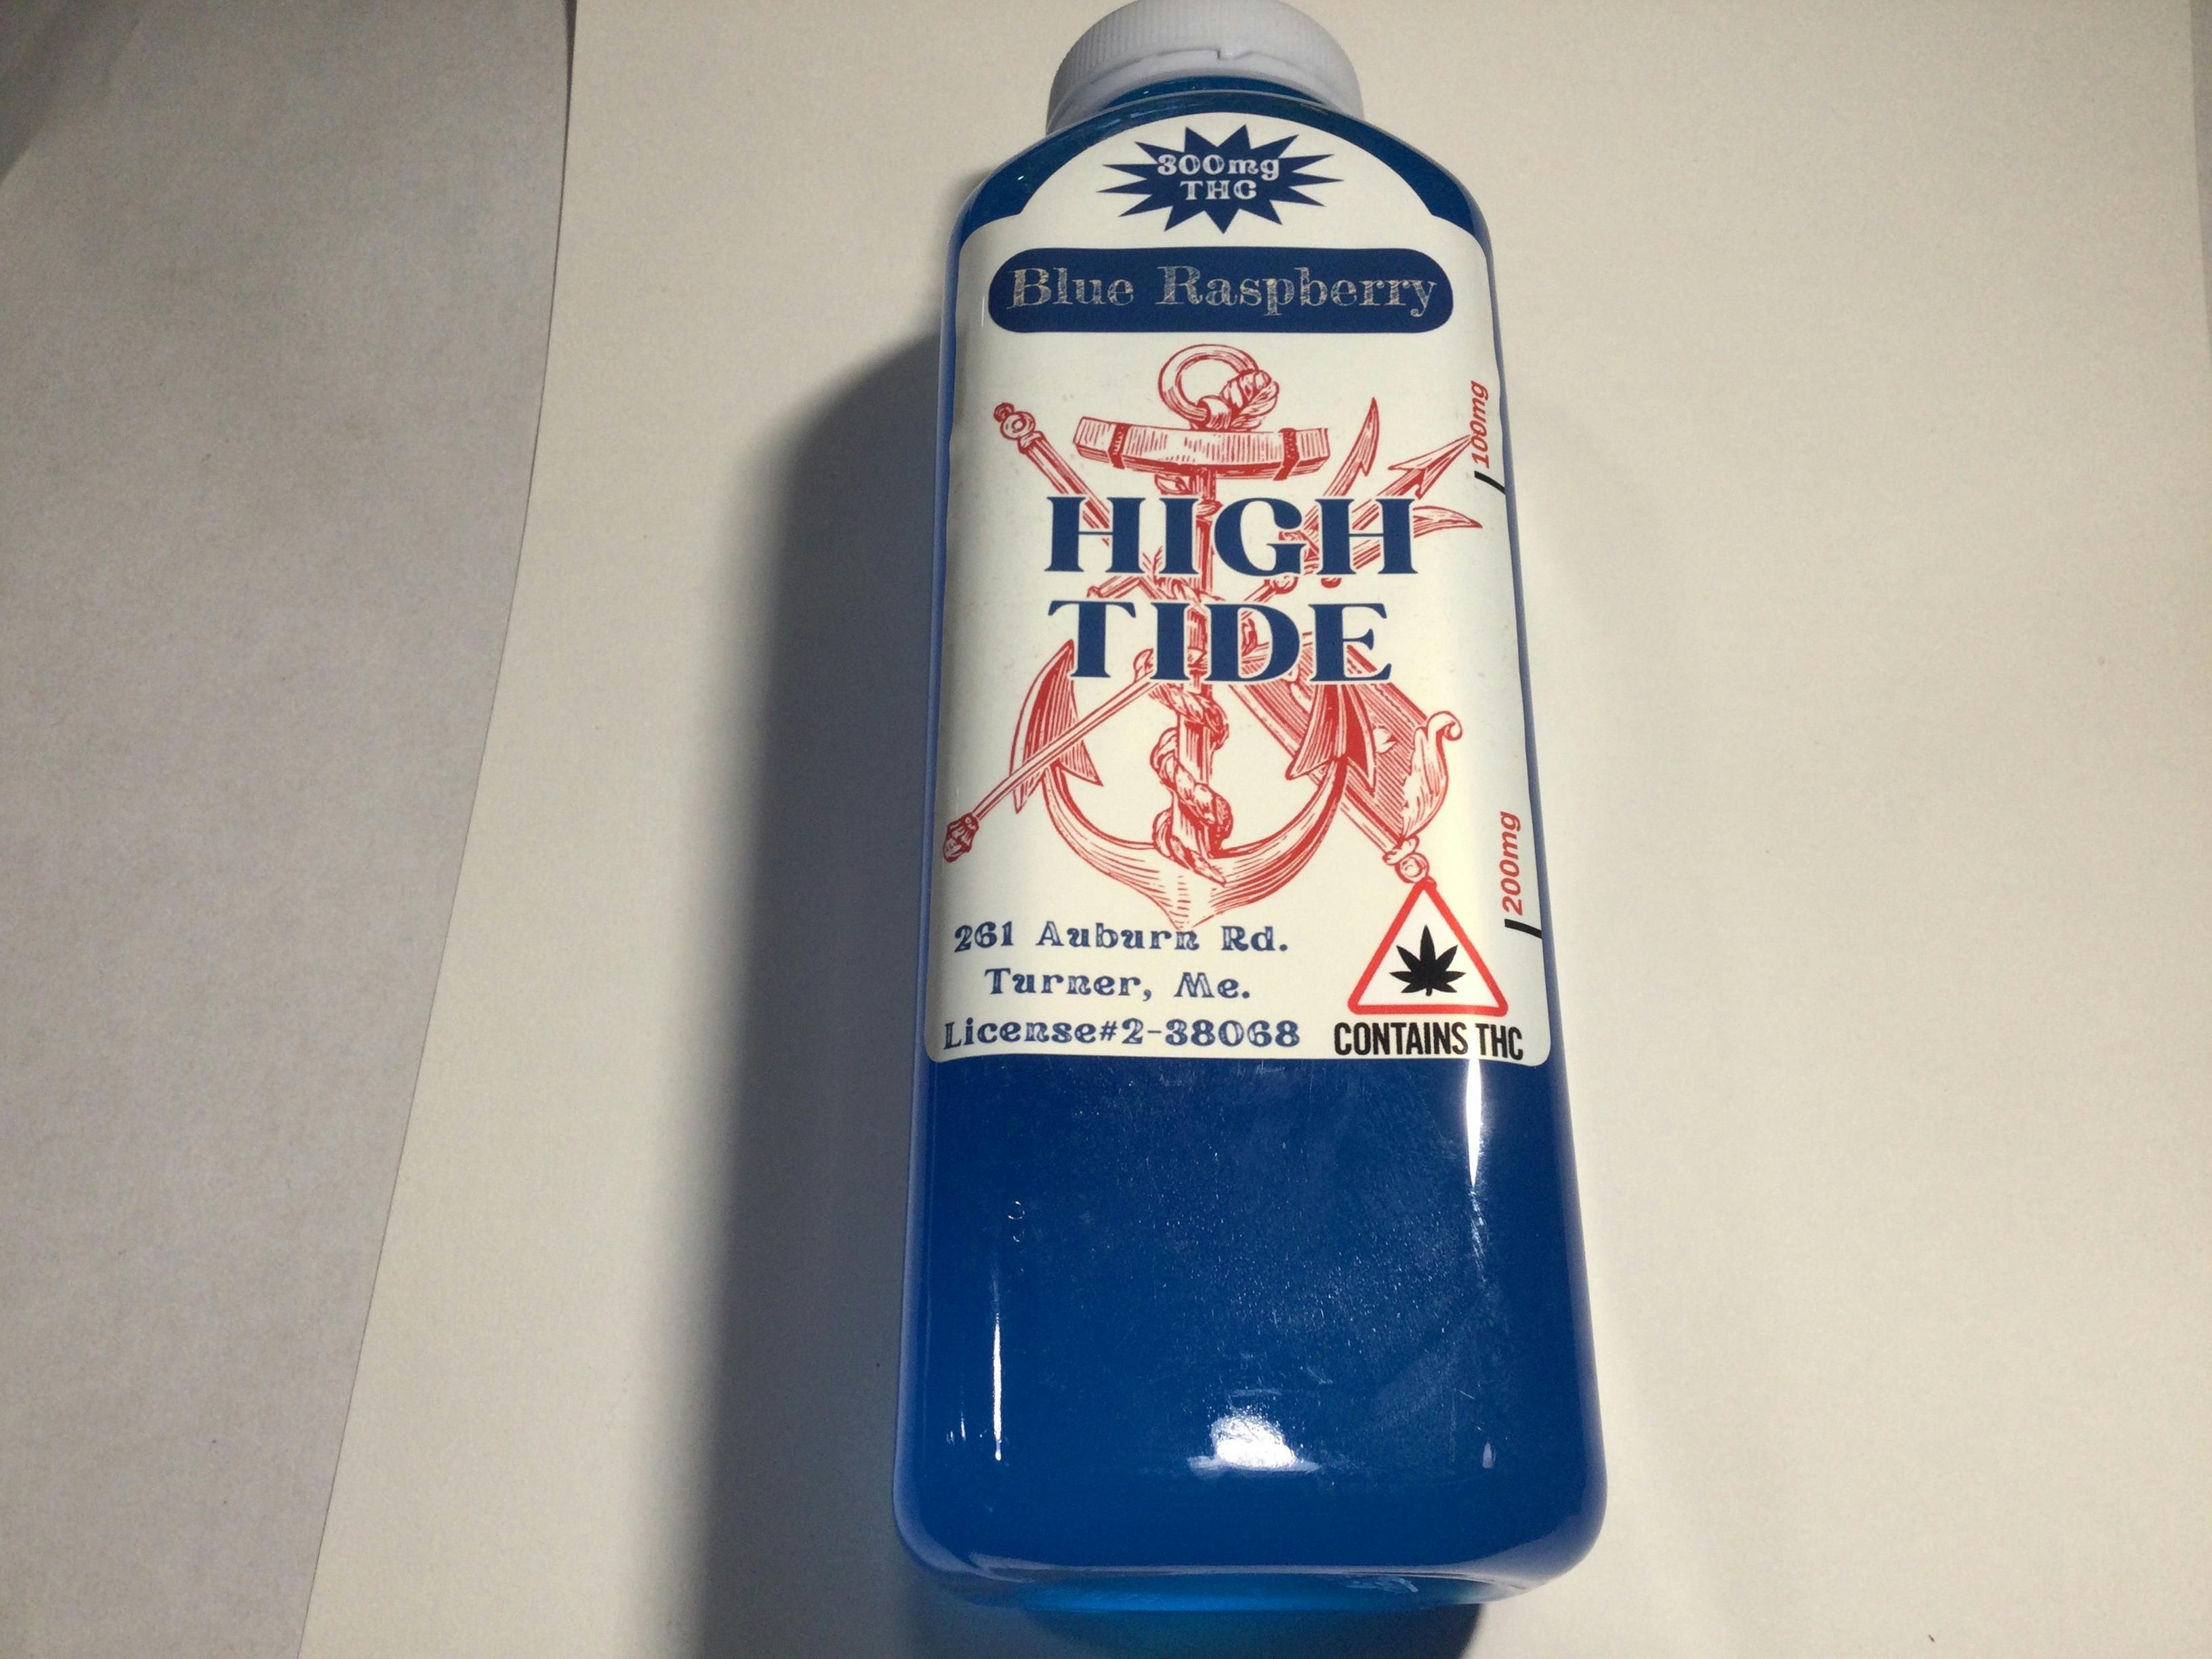 300mg
THC
Blue Raspberry
100mg
HIGH
TIDE
200mg
261 Auburn Rd.
Turner, Me.
License#2-38068
CONTAINS THC